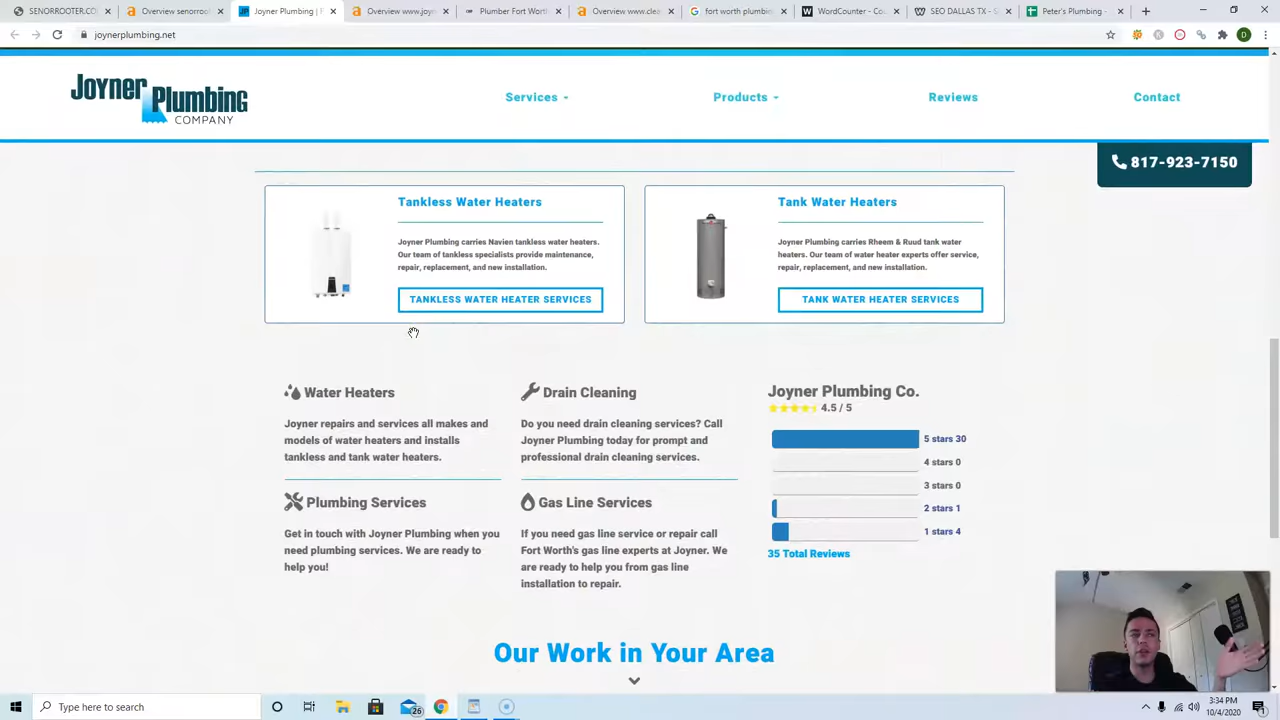 SENORROOTER.CO
Overview senorroo
Joyner Plumbing |
Overview www.joyn
Plumber Fort Wort
Overview www.clea
fort worth plumbin
WordCounter - Cou
SEO DALLAS TX - S
Peter's Plumbing -
joynerplumbing.net
D
Joyner Plumbing
COMPANY
Services
Products
Reviews
Contact
817-923-7150
Tankless Water Heaters
Joyner Plumbing carries Navien tankless water heaters.
Our team of tankless specialists provide maintenance,
repair, replacement, and new installation.
TANKLESS WATER HEATER SERVICES
Tank Water Heaters
Joyner Plumbing carries Rheem & Ruud tank water
heaters. Our team of water heater experts offer service,
repair, replacement, and new installation.
TANK WATER HEATER SERVICES
Water Heaters
Joyner repairs and services all makes and
models of water heaters and installs
tankless and tank water heaters.
Drain Cleaning
Do you need drain cleaning services? Call
Joyner Plumbing today for prompt and
professional drain cleaning services.
Plumbing Services
Get in touch with Joyner Plumbing when you
need plumbing services. We are ready to
help you!
Gas Line Services
If you need gas line service or repair call
Fort Worth's gas line experts at Joyner. We
are ready to help you from gas line
installation to repair.
Joyner Plumbing Co.
4.5 / 5
5 stars 30
4 stars 0
3 stars 0
2 stars 1
1 stars 4
35 Total Reviews
Our Work in Your Area
Type here to search
26
3:34 PM
10/4/2020
1